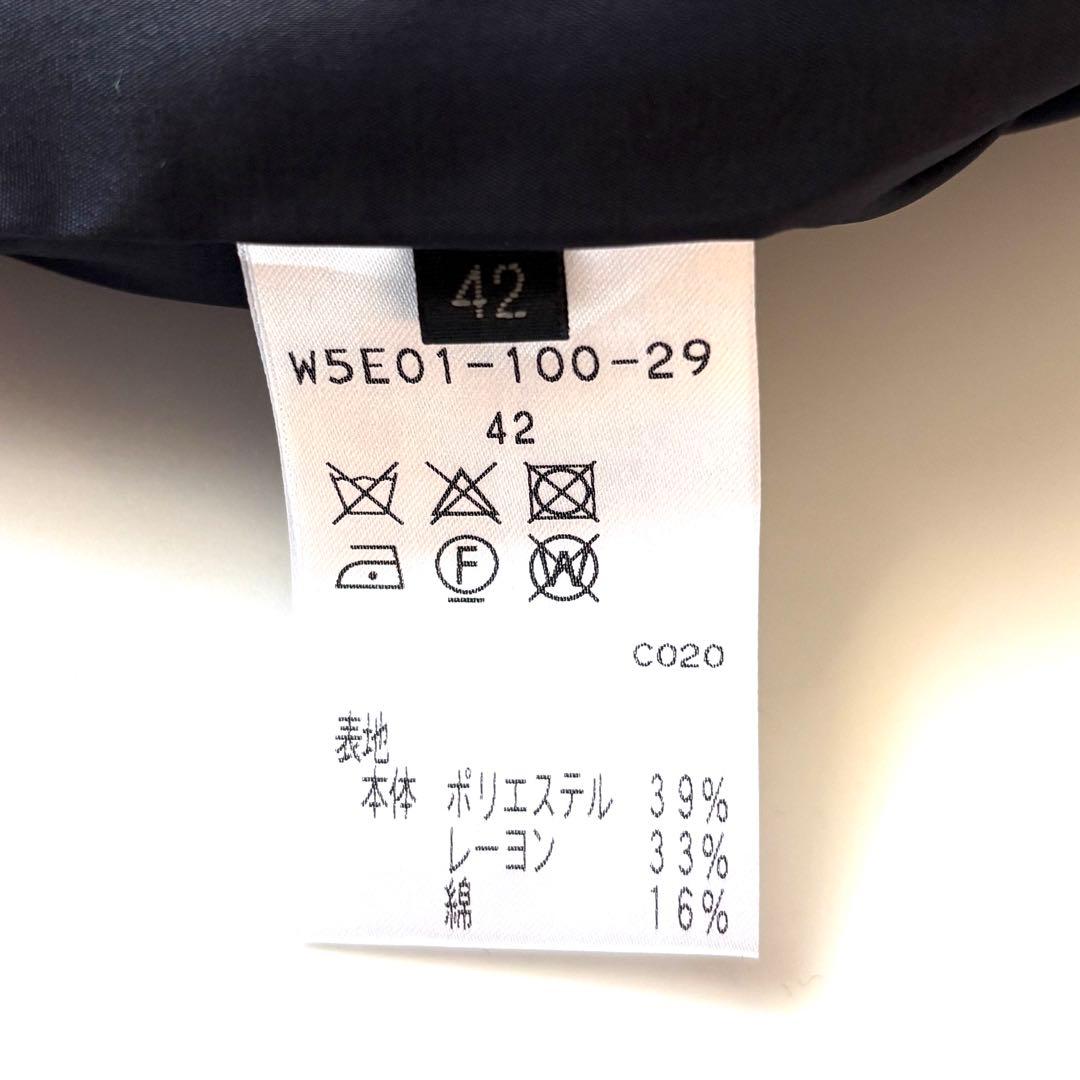 42
W5E01-100-29
42
F W
C020
表地
本体 ポリエステル 39%
レーヨン 33%
綿 16%